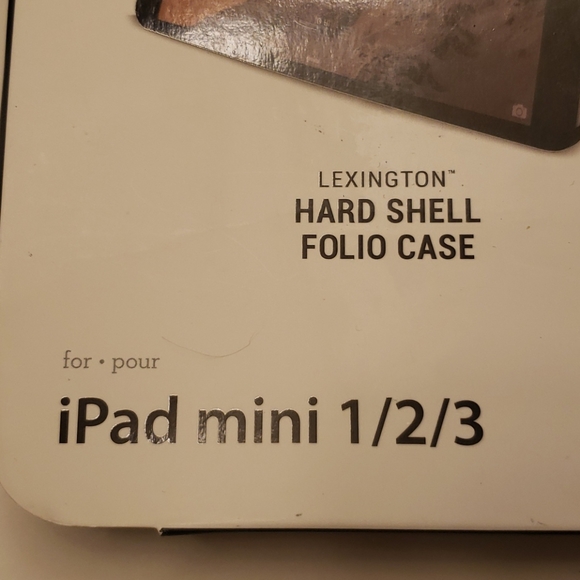 LEXINGTON™
HARD SHELL
FOLIO CASE
for • pour
iPad mini 1/2/3